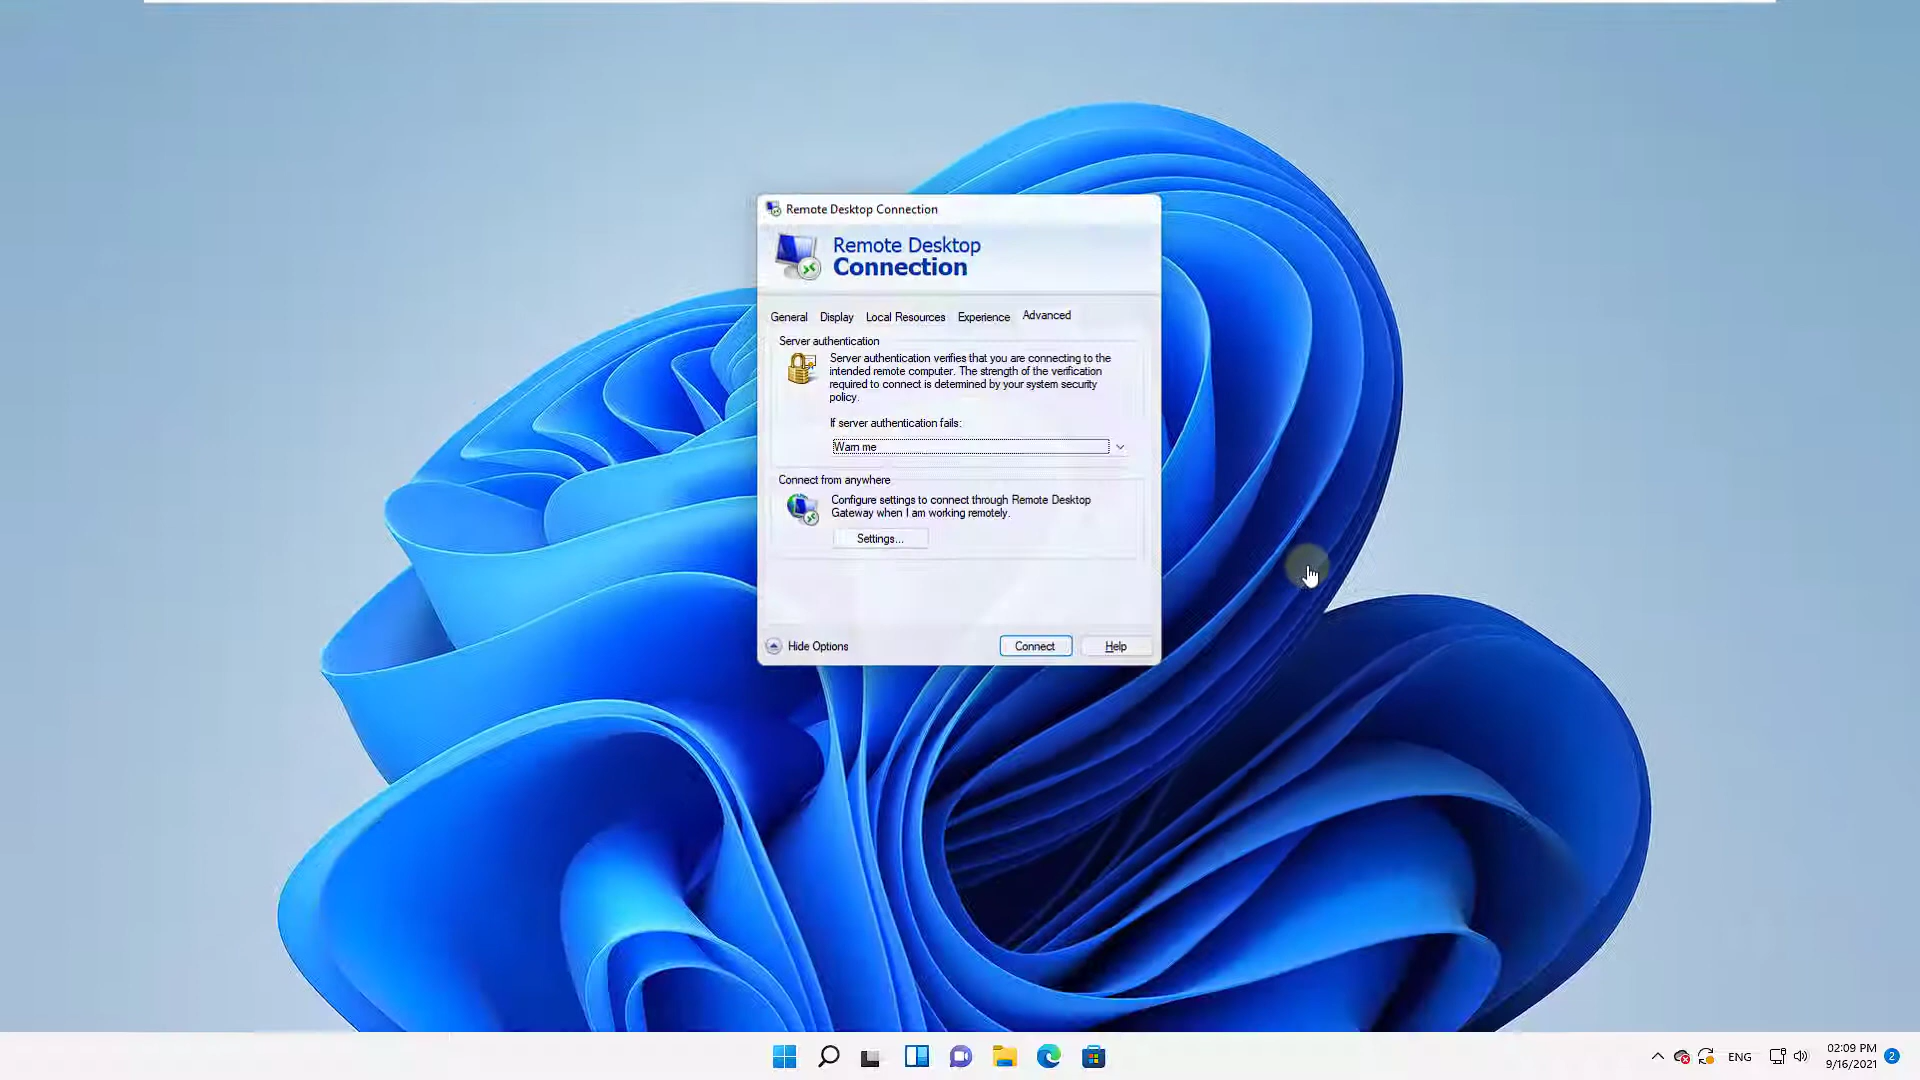 Remote Desktop Connection
Remote Desktop
Connection
General Display Local Resources Experience Advanced
Server authentication
Server authentication verifies that you are connecting to the
intended remote computer. The strength of the verification
required to connect is determined by your system security
policy.
If server authentication fails:
Warn me
Connect from anywhere
Configure settings to connect through Remote Desktop
Gateway when I am working remotely.
Settings...
Hide Options Connect Help
ENG 02:09 PM
9/16/2021 2